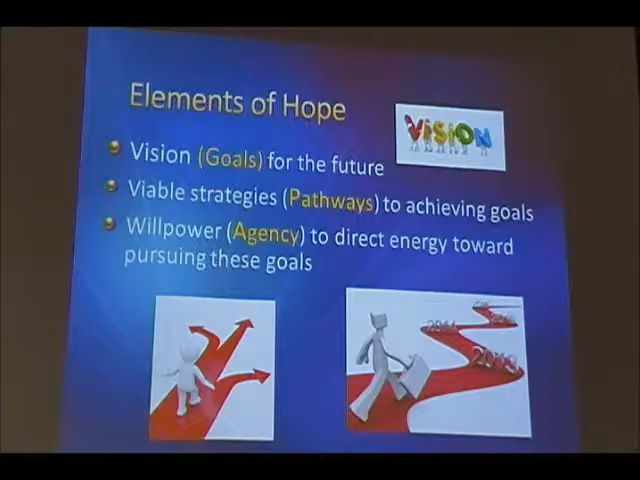 Elements of Hope
VISION
Vision (Goals) for the future
Viable strategies (Pathways) to achieving goals
Willpower (Agency) to direct energy toward
pursuing these goals